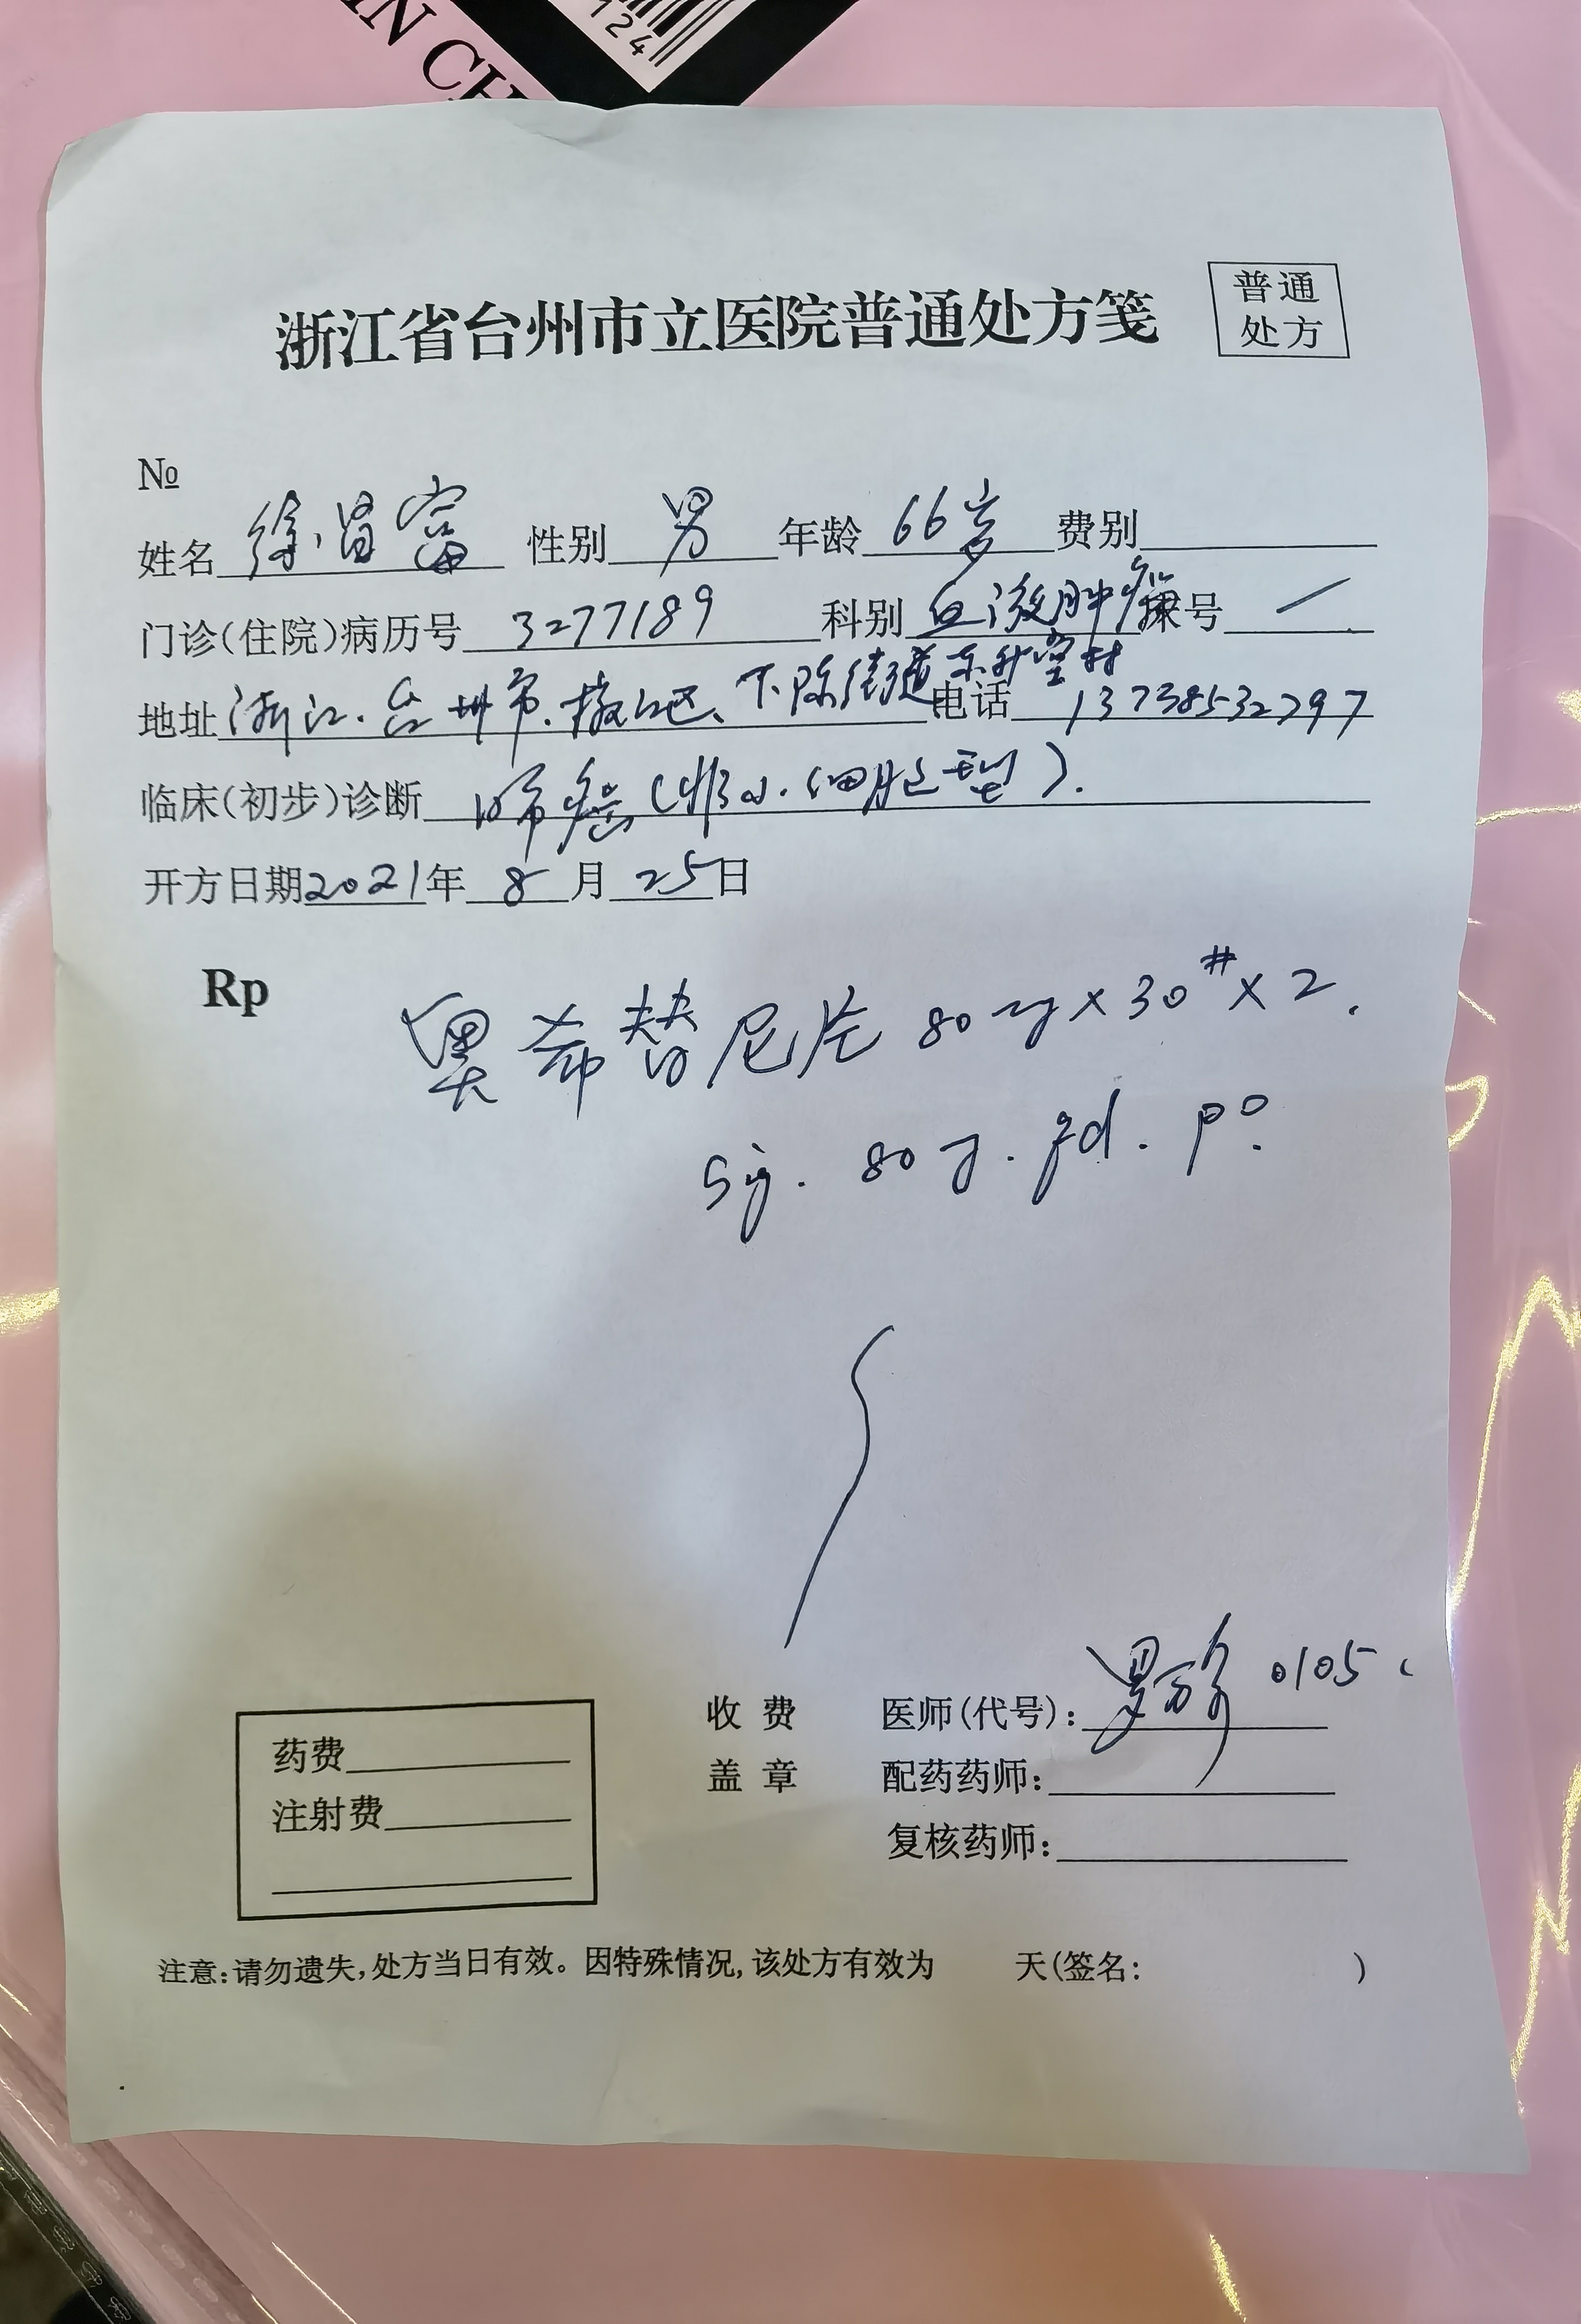 IN CH
124
浙江省台州市立医院普通处方笺
普通
处方
№
姓名 徐昌富 性别 男 年龄 66岁 费别
门诊(住院)病历号 3277189 科别 血液肿瘤 床号 /
地址 浙江.台州市.椒江区、下陈街道 电话 13738532797
临床(初步)诊断 肺癌(非小细胞型).
开方日期 2021年 8月 25日
Rp
奥希替尼片 80mg×30#×2.
Sig. 80mg. qd. po.
药费
注射费
收费
盖章
医师(代号): 0105
配药药师:
复核药师:
注意:请勿遗失,处方当日有效。因特殊情况,该处方有效为 天(签名: )